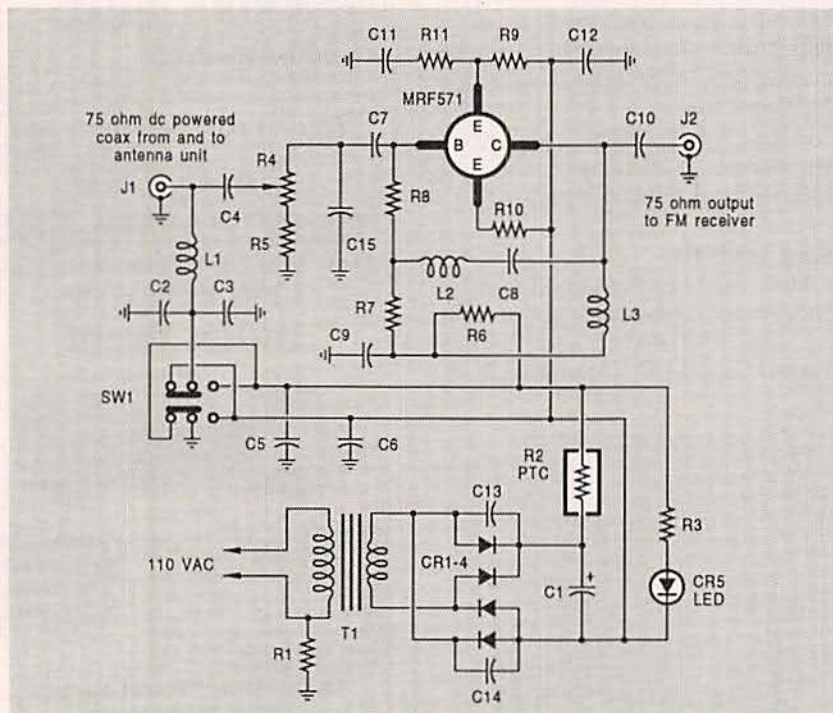 C11
R11
R9
C12
MRF571
75 ohm dc powered
coax from and to
antenna unit
C7
C10
J2
E
B
C
E
R4
J1
C4
R8
R10
75 ohm output
to FM receiver
R5
C15
L1
L2
C8
L3
C2
C3
R7
R6
C9
SW1
C5
C6
R2
PTC
C13
R3
110 VAC
CR1-4
C1
+
CR5
LED
T1
R1
C14